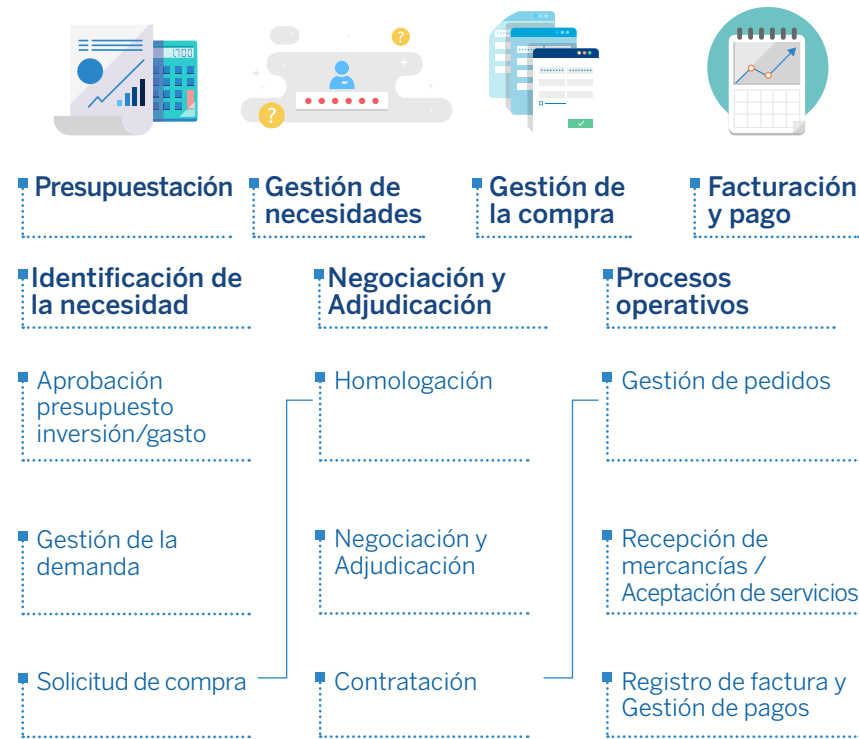 1700
?
?
Presupuestación
Gestión de
necesidades
Gestión de
la compra
Facturación
y pago
Identificación de
la necesidad
Negociación y
Adjudicación
Procesos
operativos
Aprobación
presupuesto
inversión/gasto
Homologación
Gestión de pedidos
Gestión de la
demanda
Negociación y
Adjudicación
Recepción de
mercancías /
Aceptación de servicios
Solicitud de compra
Contratación
Registro de factura y
Gestión de pagos